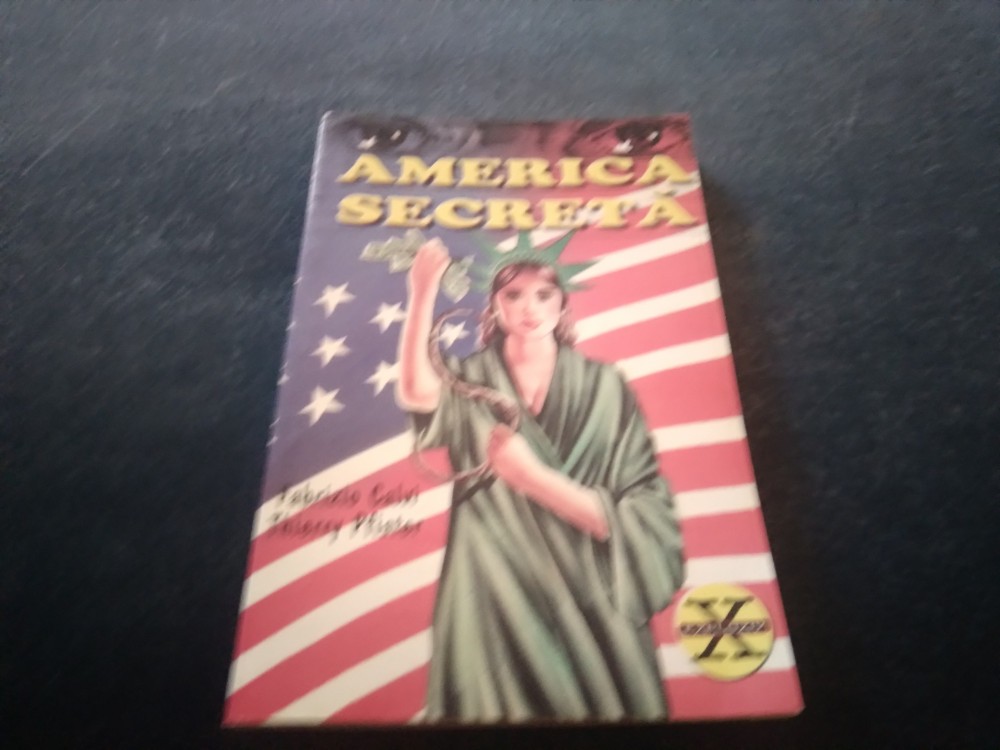 AMERICA
SECRETĂ
Fabrizio Calvi
Thierry Pfister
X